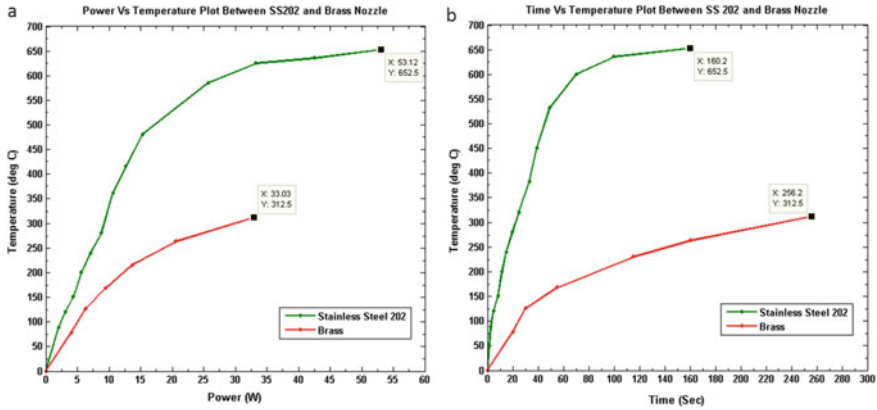 a
Power Vs Temperature Plot Between SS202 and Brass Nozzle
700
650
600
550
500
450
400
350
300
250
200
150
100
50
0
Temperature (deg C)
X: 53.12
Y: 652.5
X: 33.03
Y: 312.5
Stainless Steel 202
Brass
0 5 10 15 20 25 30 35 40 45 50 55 60
Power (W)
b
Time Vs Temperature Plot Between SS 202 and Brass Nozzle
700
650
600
550
500
450
400
350
300
250
200
150
100
50
0
Temperature (deg C)
X: 160.2
Y: 652.5
X: 256.2
Y: 312.5
Stainless Steel 202
Brass
0 20 40 60 80 100 120 140 160 180 200 220 240 260 280 300
Time (Sec)